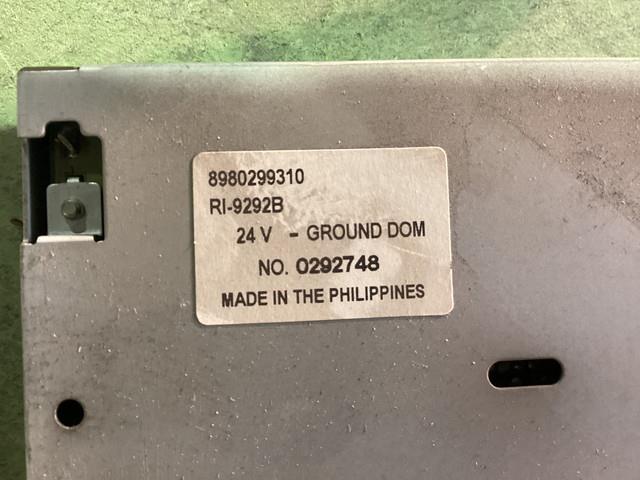 8980299310
RI-9292B
24 V - GROUND DOM
NO. 0292748
MADE IN THE PHILIPPINES